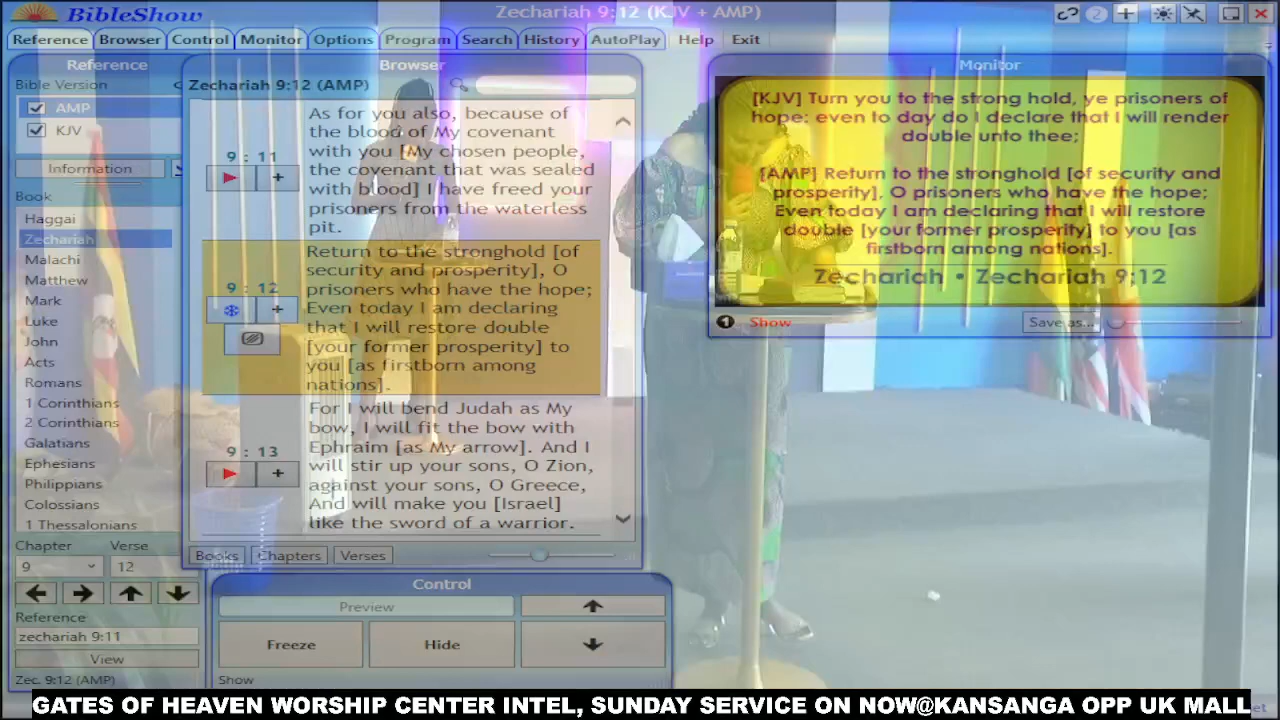 BibleShow
Zechariah 9:12 (KJV + AMP)
Reference
Browser
Control
Monitor
Options
Program
Search
History
AutoPlay
Help
Exit
Reference
Bible Version
AMP
KJV
Information
Book
Haggai
Zechariah
Malachi
Matthew
Mark
Luke
John
Acts
Romans
1 Corinthians
2 Corinthians
Galatians
Ephesians
Philippians
Colossians
1 Thessalonians
Chapter
Verse
9
12
Reference
zechariah 9:11
View
Zec. 9:12 (AMP)
Browser
Zechariah 9:12 (AMP)
9 : 11
As for you also, because of
the blood of My covenant
with you [My chosen people,
the covenant that was sealed
with blood] I have freed your
prisoners from the waterless
pit.
9 : 12
Return to the stronghold [of
security and prosperity], O
prisoners who have the hope;
Even today I am declaring
that I will restore double
[your former prosperity] to
you [as firstborn among
nations].
9 : 13
For I will bend Judah as My
bow, I will fit the bow with
Ephraim [as My arrow]. And I
will stir up your sons, O Zion,
against your sons, O Greece,
And will make you [Israel]
like the sword of a warrior.
Books
Chapters
Verses
Control
Preview
Freeze
Hide
Show
Monitor
[KJV] Turn you to the strong hold, ye prisoners of
hope: even to day do I declare that I will render
double unto thee;
[AMP] Return to the stronghold [of security and
prosperity], O prisoners who have the hope;
Even today I am declaring that I will restore
double [your former prosperity] to you [as
firstborn among nations].
Zechariah • Zechariah 9:12
1 Show
Save as...
GATES OF HEAVEN WORSHIP CENTER INTEL, SUNDAY SERVICE ON NOW@KANSANGA OPP UK MALL